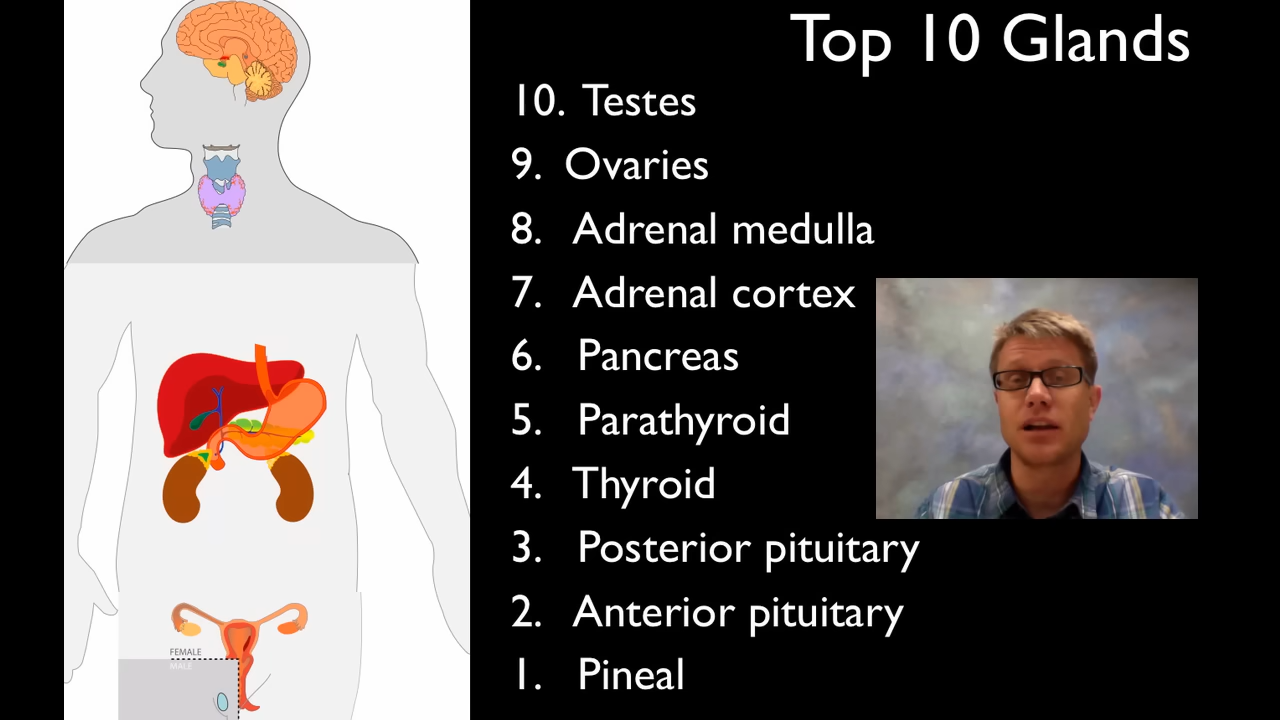 Top 10 Glands
10. Testes
9. Ovaries
8. Adrenal medulla
7. Adrenal cortex
6. Pancreas
5. Parathyroid
4. Thyroid
3. Posterior pituitary
2. Anterior pituitary
1. Pineal
FEMALE
MALE